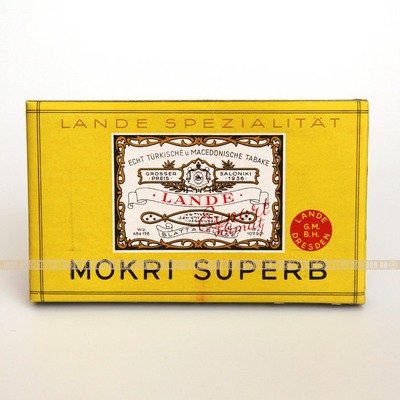 LANDE SPEZIALITÄT
ECHT TÜRKISCHE u MACEDONISCHE TABAKE
GROSSER PREIS
SALONIKI 1936
LANDE
LANDE
G.M.
B.H.
DRESDEN
MOKRI SUPERB